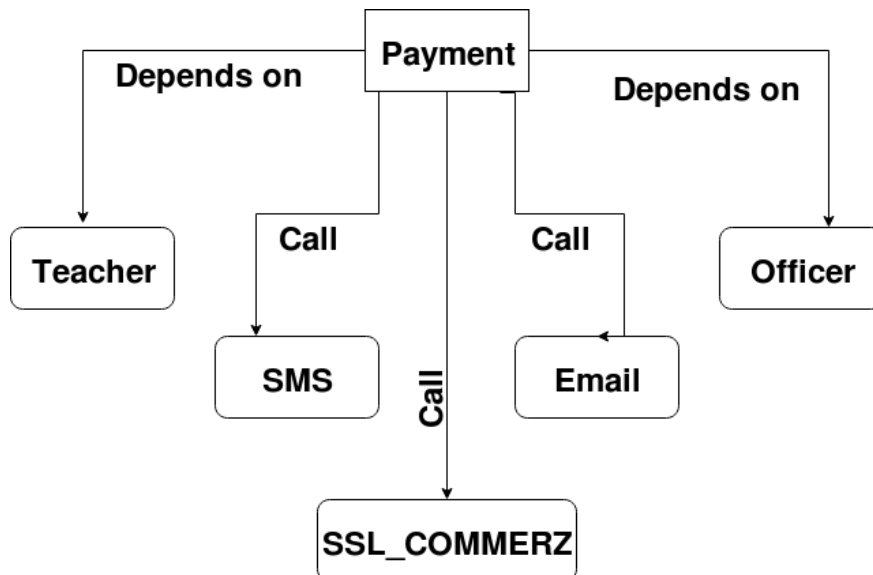 Payment
Depends on
Depends on
Teacher
Call
Call
Officer
SMS
Call
Email
SSL_COMMERZ